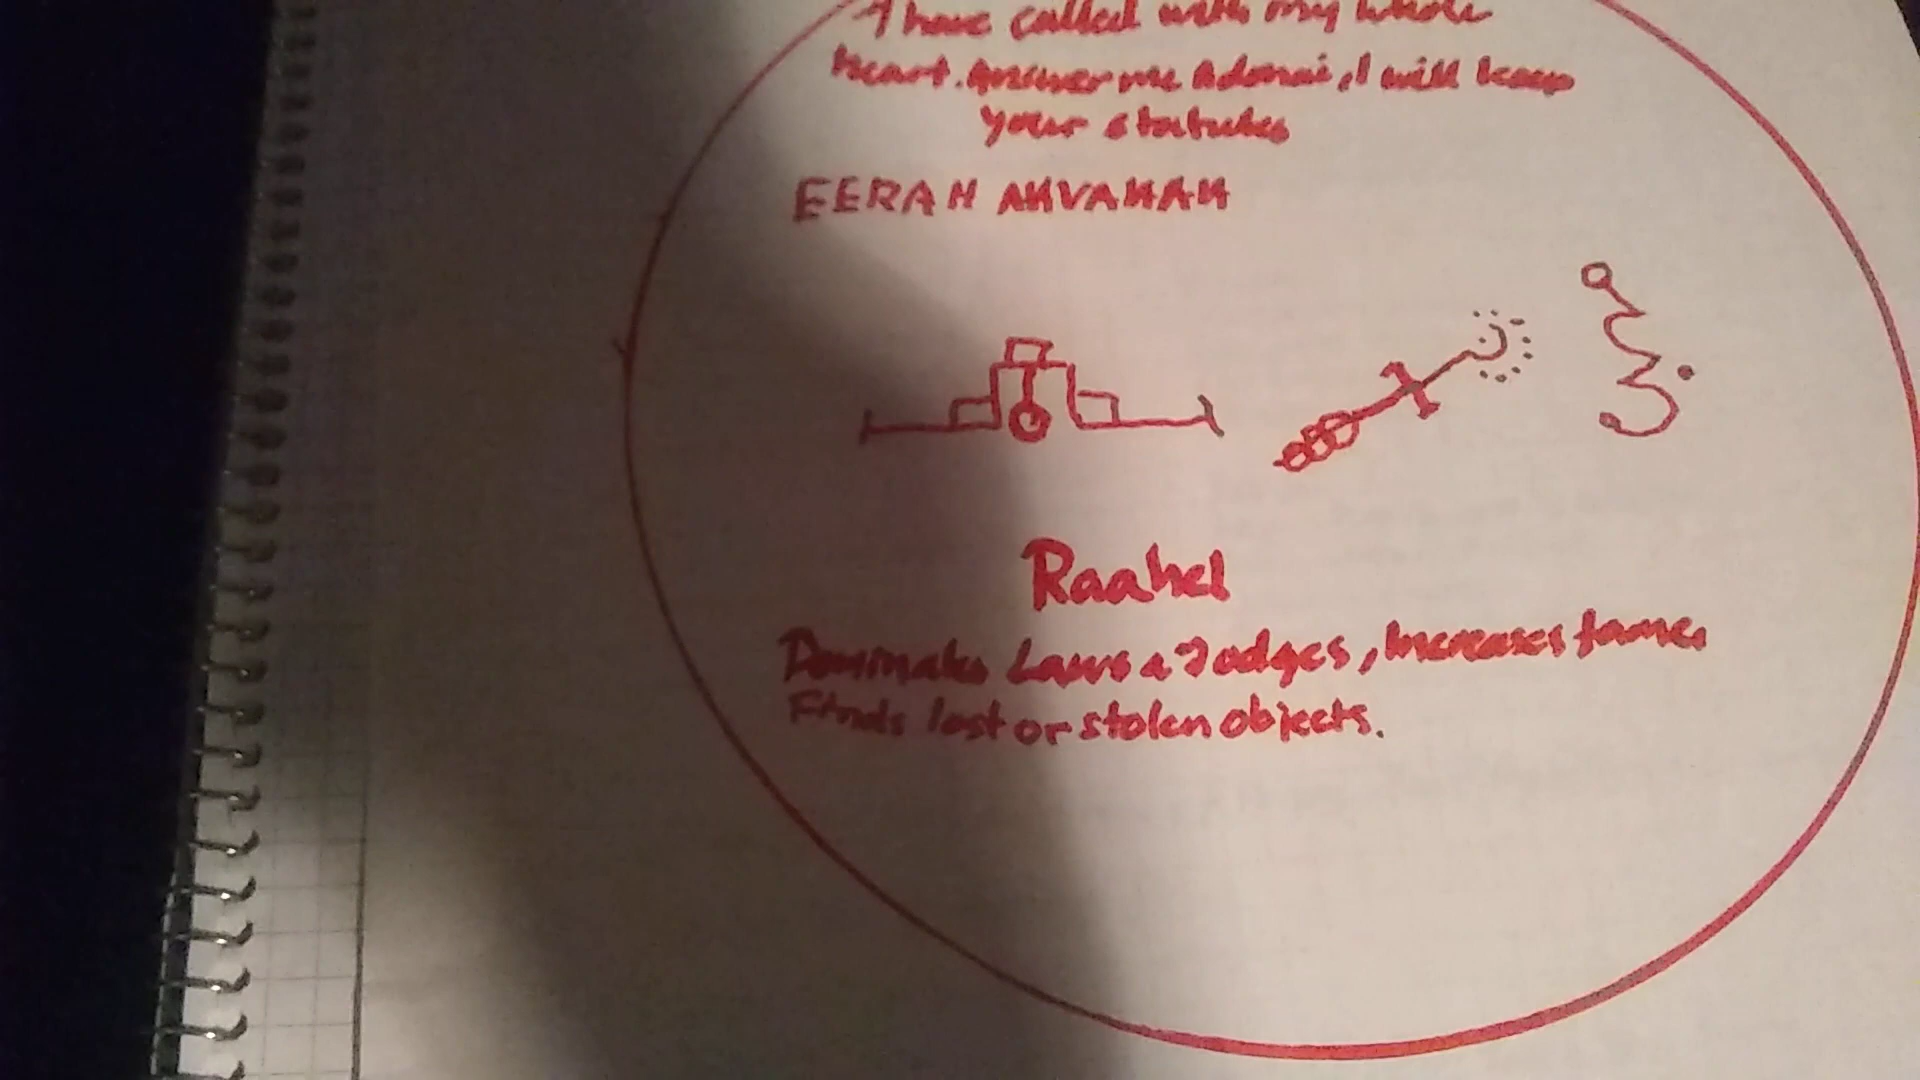 I have called with my whole
heart. Answer me Adonai, I will keep
your statutes
EERAH AHVAHAH
Raahel
Dominates Laws & Judges, Increases fame,
Finds lost or stolen objects.